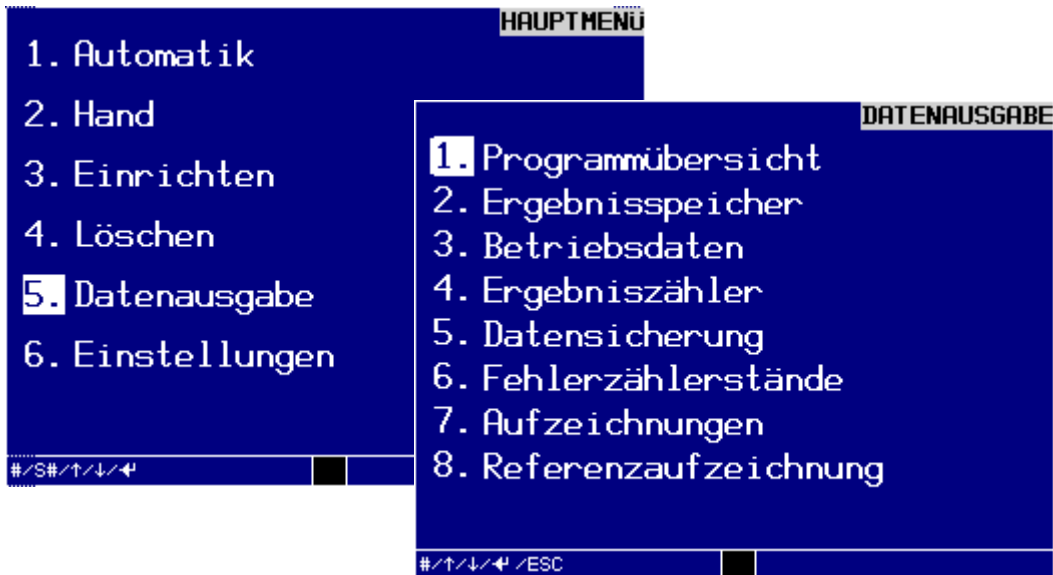 HAUPTMENÜ
1. Automatik
2. Hand
3. Einrichten
4. Löschen
5. Datenausgabe
6. Einstellungen
#/S#/↑/↓/↵
DATENAUSGABE
1. Programmübersicht
2. Ergebnisspeicher
3. Betriebsdaten
4. Ergebniszähler
5. Datensicherung
6. Fehlerzählerstände
7. Aufzeichnungen
8. Referenzaufzeichnung
#/↑/↓/↵ /ESC